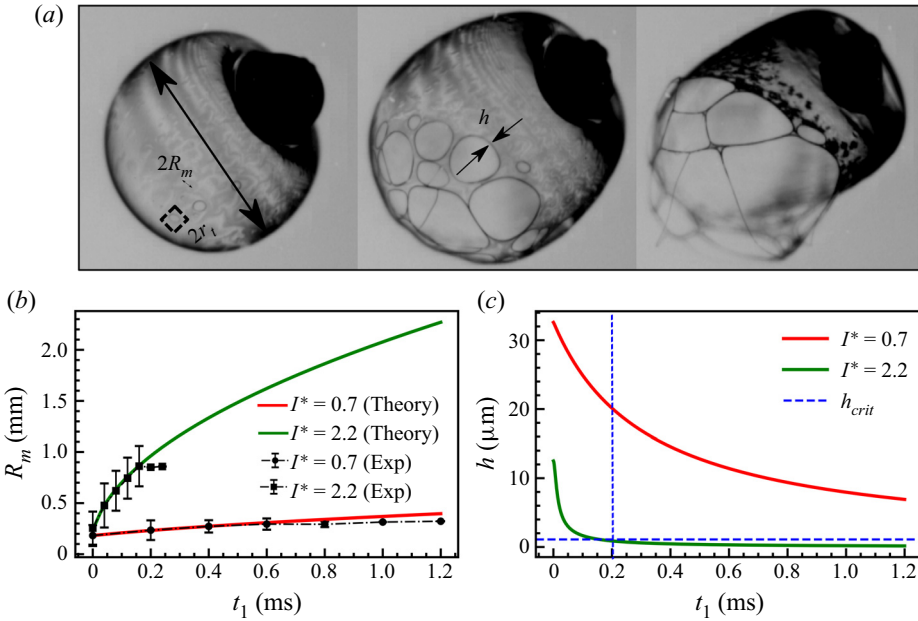 (a)
h
2R_m
2r_t
(b)
2.0
1.5
1.0
0.5
0
R_m (mm)
I* = 0.7 (Theory)
I* = 2.2 (Theory)
I* = 0.7 (Exp)
I* = 2.2 (Exp)
0 0.2 0.4 0.6 0.8 1.0 1.2
t_1 (ms)
(c)
30
20
10
0
h (μm)
I* = 0.7
I* = 2.2
h_crit
0 0.2 0.4 0.6 0.8 1.0 1.2
t_1 (ms)